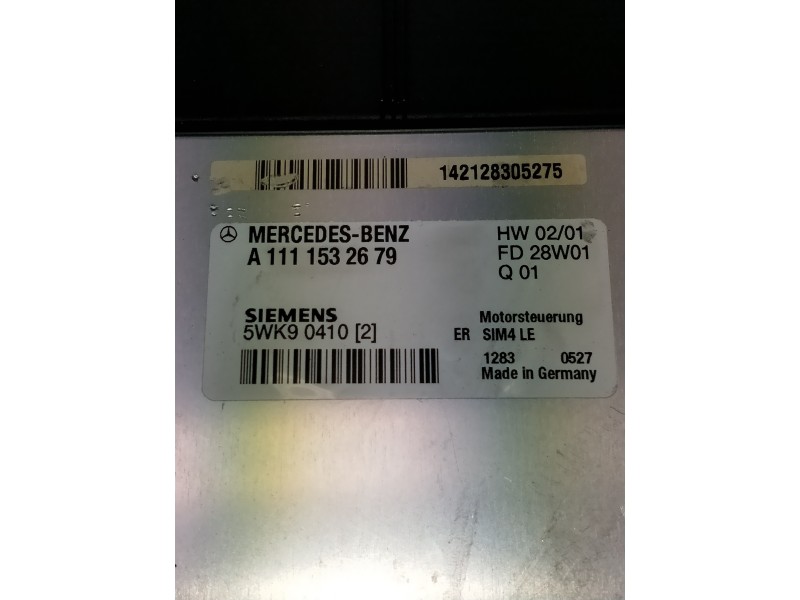 142128305275
MERCEDES-BENZ HW 02/01
A 111 153 26 79 FD 28W01
Q 01
SIEMENS Motorsteuerung
5WK9 0410 [2] ER SIM4 LE
1283 0527
Made in Germany